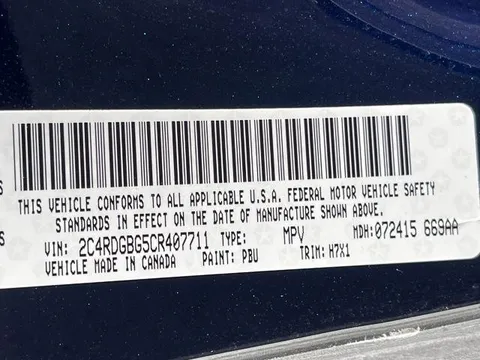 THIS VEHICLE CONFORMS TO ALL APPLICABLE U.S.A. FEDERAL MOTOR VEHICLE SAFETY
STANDARDS IN EFFECT ON THE DATE OF MANUFACTURE SHOWN ABOVE.
VIN: 2C4RDGBG5CR407711 TYPE: MPV MDH: 072415 669AA
VEHICLE MADE IN CANADA PAINT: PBU TRIM: H7X1